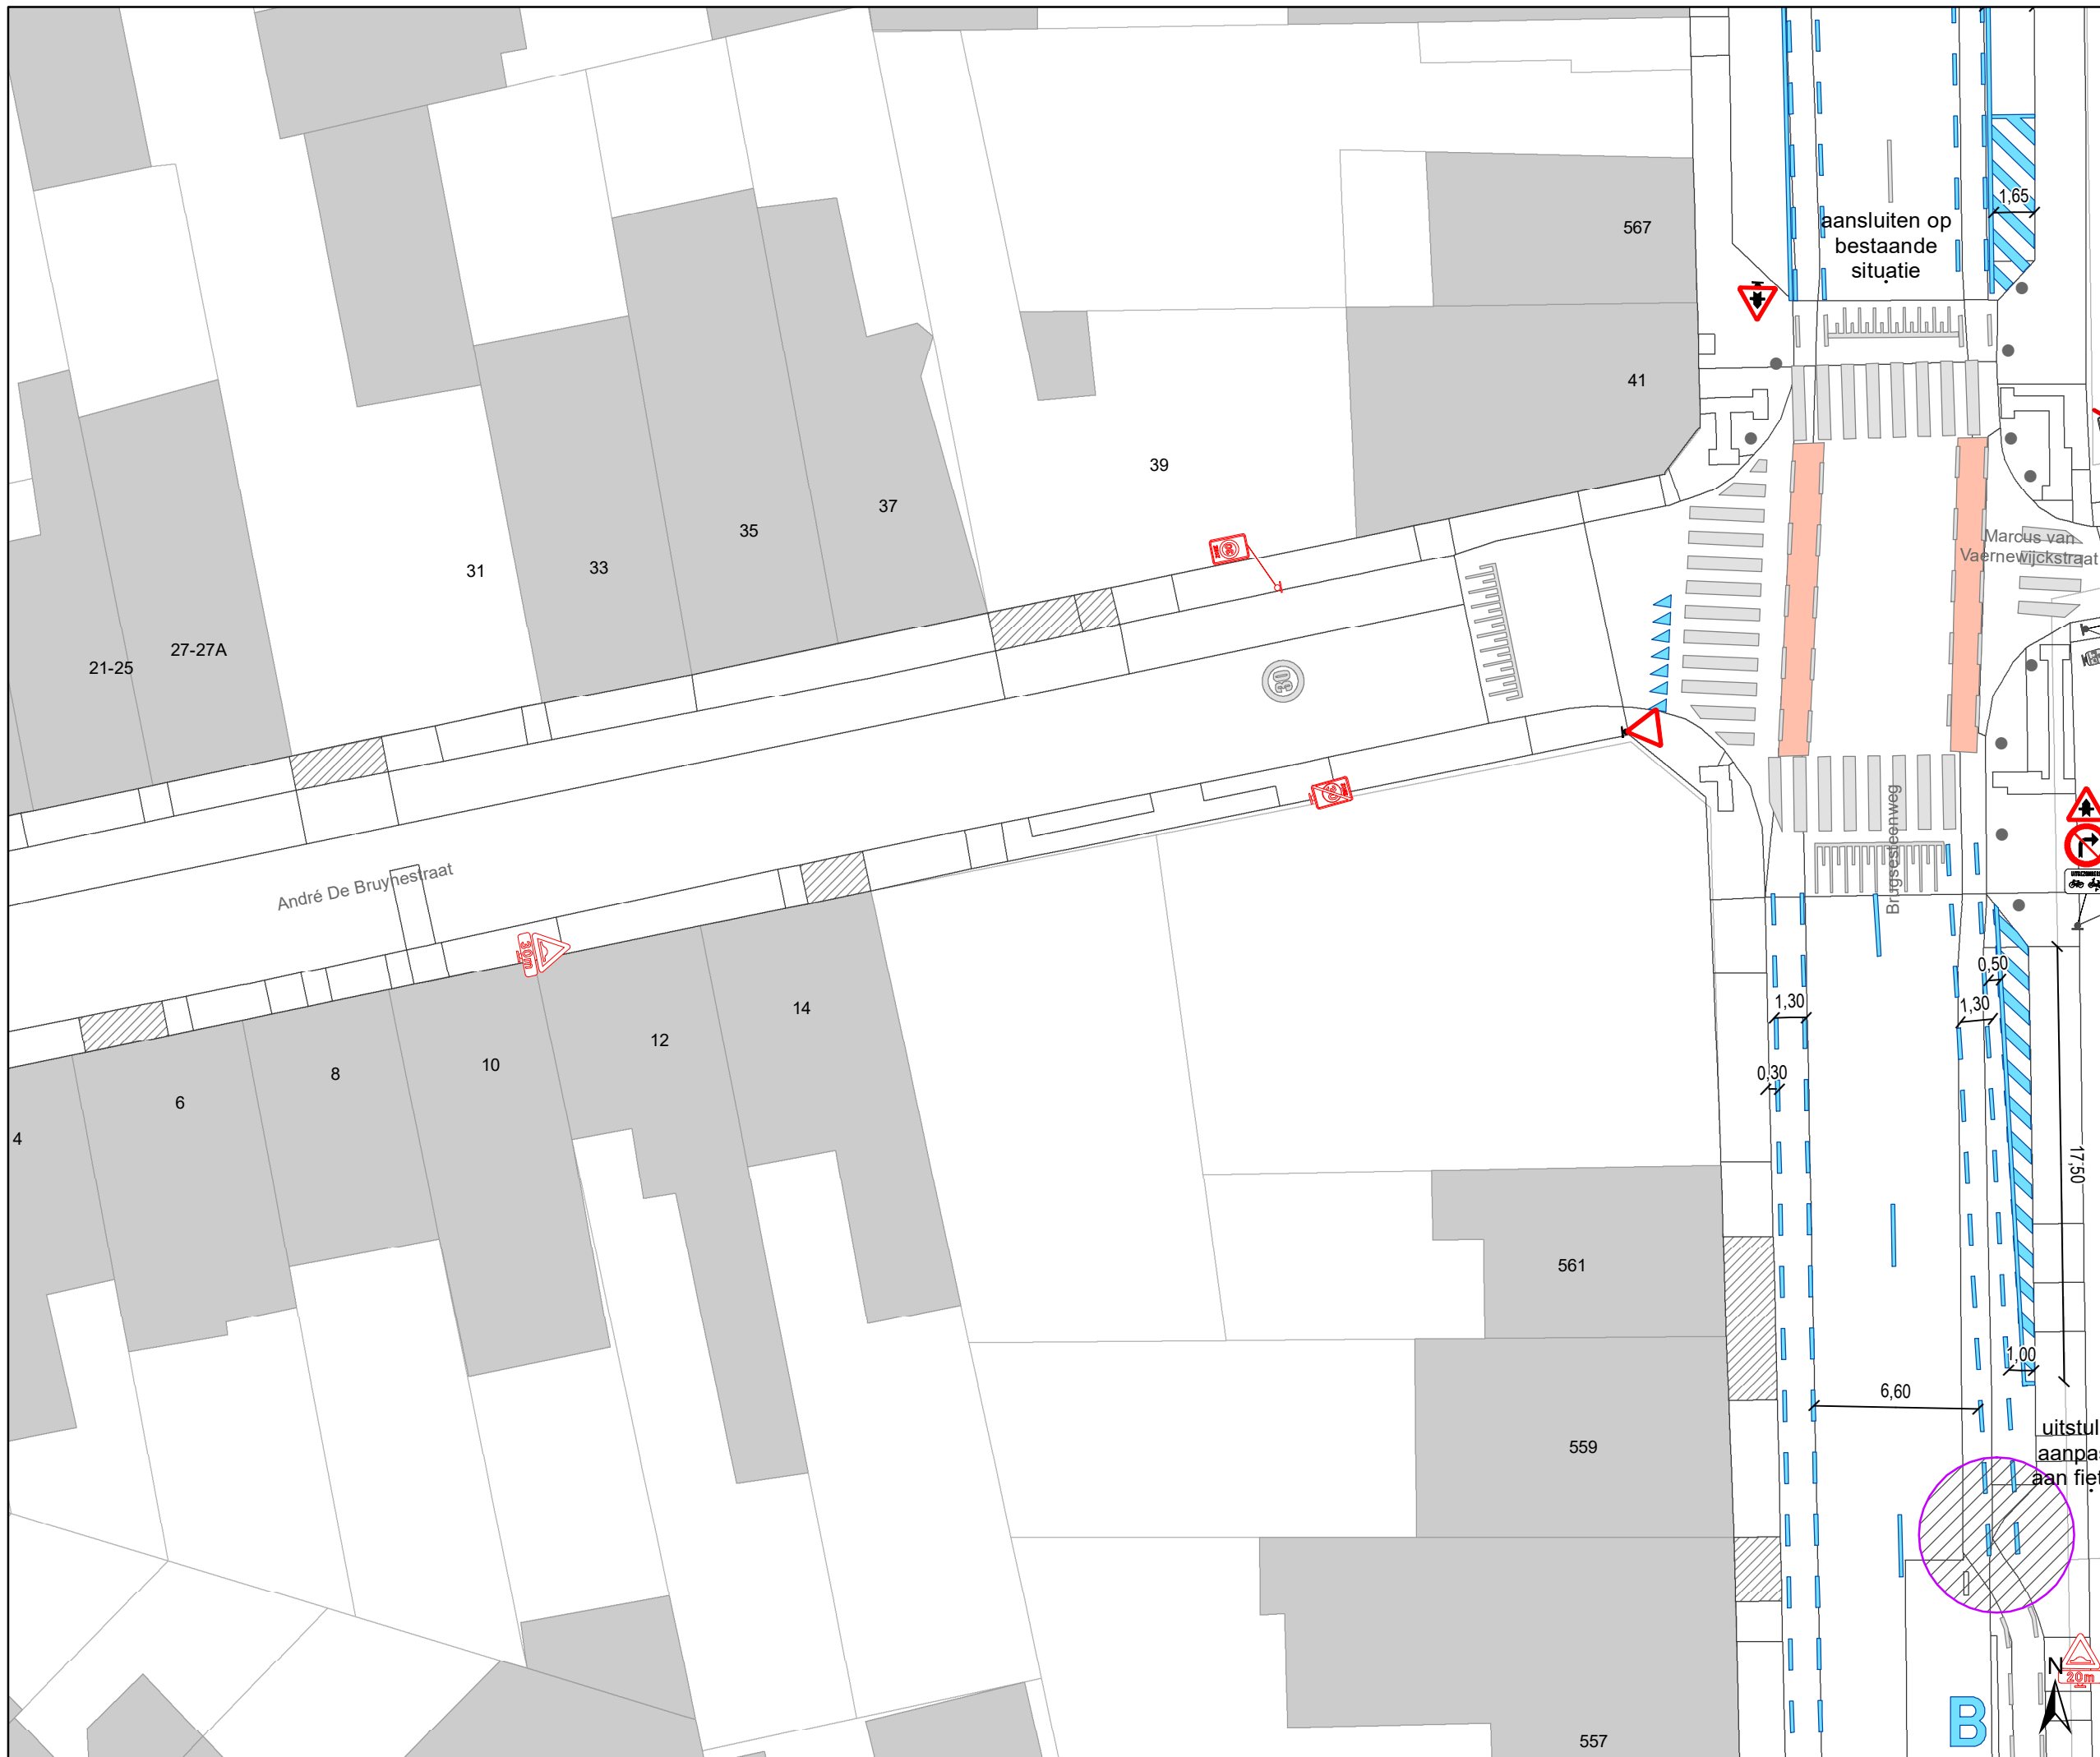 1,65
567
aansluiten op
bestaande
situatie
41
39
37
35
33
31
27-27A
21-25
Marcus van
Vaernewijckstraat
30
André De Bruynestraat
Brugsesteenweg
30m
0,50
1,30
1,30
0,30
14
12
10
8
6
4
17,50
561
1,00
6,60
559
uitstul
aanpa
aan fiet
N
20m
B
557